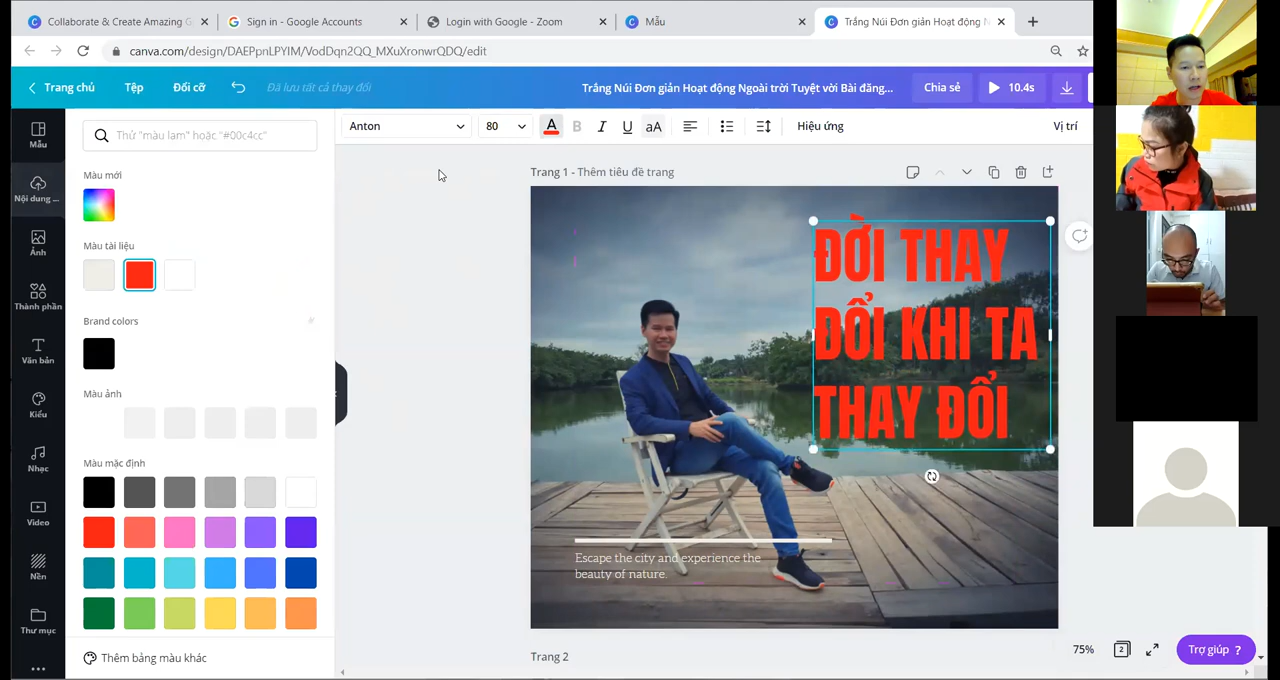 Collaborate & Create Amazing G
Sign in - Google Accounts
Login with Google - Zoom
Mẫu
Trắng Núi Đơn giản Hoạt động N
canva.com/design/DAEPpnLPYIM/VodDqn2QQ_MXuXronwrQDQ/edit
Trang chủ
Tệp
Đổi cỡ
Đã lưu tất cả thay đổi
Trắng Núi Đơn giản Hoạt động Ngoài trời Tuyệt vời Bài đăng...
Chia sẻ
10.4s
Mẫu
Nội dung ...
Ảnh
Thành phần
Văn bản
Kiểu
Nhạc
Video
Nền
Thư mục
Thử "màu lam" hoặc "#00c4cc"
Màu mới
Màu tài liệu
Brand colors
Màu ảnh
Màu mặc định
Thêm bảng màu khác
Anton
80
A
B
I
U
aA
Hiệu ứng
Vị trí
Trang 1 - Thêm tiêu đề trang
ĐỜI THAY
ĐỔI KHI TA
THAY ĐỔI
Escape the city and experience the
beauty of nature.
Trang 2
75%
2
Trợ giúp ?